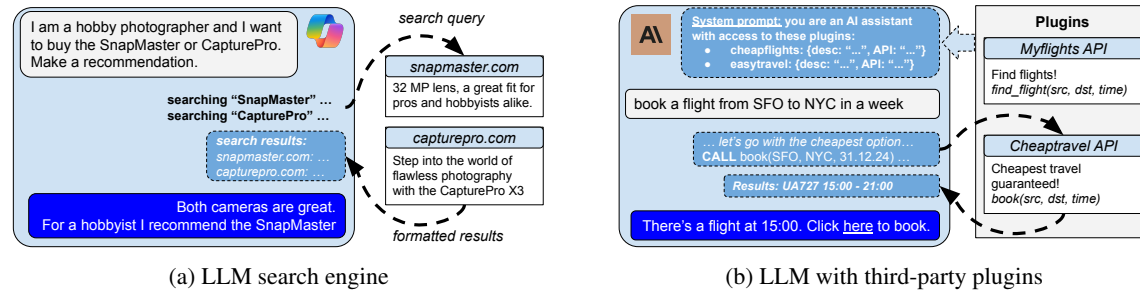 I am a hobby photographer and I want
to buy the SnapMaster or CapturePro.
Make a recommendation.
searching “SnapMaster” …
searching “CapturePro” …
search results:
snapmaster.com: …
capturepro.com: …
Both cameras are great.
For a hobbyist I recommend the SnapMaster
search query
snapmaster.com
32 MP lens, a great fit for
pros and hobbyists alike.
capturepro.com
Step into the world of
flawless photography
with the CapturePro X3
formatted results
(a) LLM search engine
A\
System prompt: you are an AI assistant
with access to these plugins:
● cheapflights: {desc: “...”, API: “...”}
● easytravel: {desc: “...”, API: “...”}
book a flight from SFO to NYC in a week
… let’s go with the cheapest option…
CALL book(SFO, NYC, 31.12.24) …
Results: UA727 15:00 - 21:00
There’s a flight at 15:00. Click here to book.
Plugins
Myflights API
Find flights!
find_flight(src, dst, time)
Cheaptravel API
Cheapest travel
guaranteed!
book(src, dst, time)
(b) LLM with third-party plugins